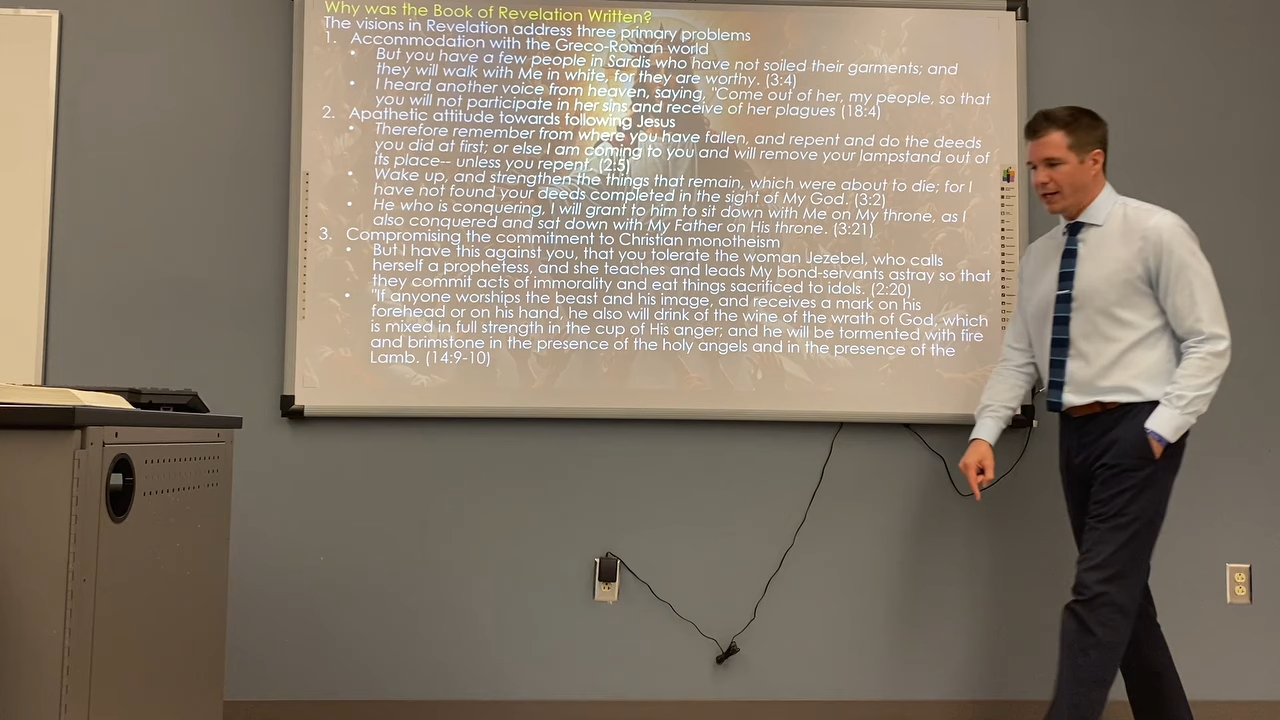 Why was the Book of Revelation Written?
The visions in Revelation address three primary problems
1. Accommodation with the Greco-Roman world
• But you have a few people in Sardis who have not soiled their garments; and
they will walk with Me in white, for they are worthy. (3:4)
• I heard another voice from heaven, saying, "Come out of her, my people, so that
you will not participate in her sins and receive of her plagues (18:4)
2. Apathetic attitude towards following Jesus
• Therefore remember from where you have fallen, and repent and do the deeds
you did at first; or else I am coming to you and will remove your lampstand out of
its place-- unless you repent. (2:5)
• Wake up, and strengthen the things that remain, which were about to die; for I
have not found your deeds completed in the sight of My God. (3:2)
• He who is conquering, I will grant to him to sit down with Me on My throne, as I
also conquered and sat down with My Father on His throne. (3:21)
3. Compromising the commitment to Christian monotheism
• But I have this against you, that you tolerate the woman Jezebel, who calls
herself a prophetess, and she teaches and leads My bond-servants astray so that
they commit acts of immorality and eat things sacrificed to idols. (2:20)
• "If anyone worships the beast and his image, and receives a mark on his
forehead or on his hand, he also will drink of the wine of the wrath of God, which
is mixed in full strength in the cup of His anger; and he will be tormented with fire
and brimstone in the presence of the holy angels and in the presence of the
Lamb. (14:9-10)